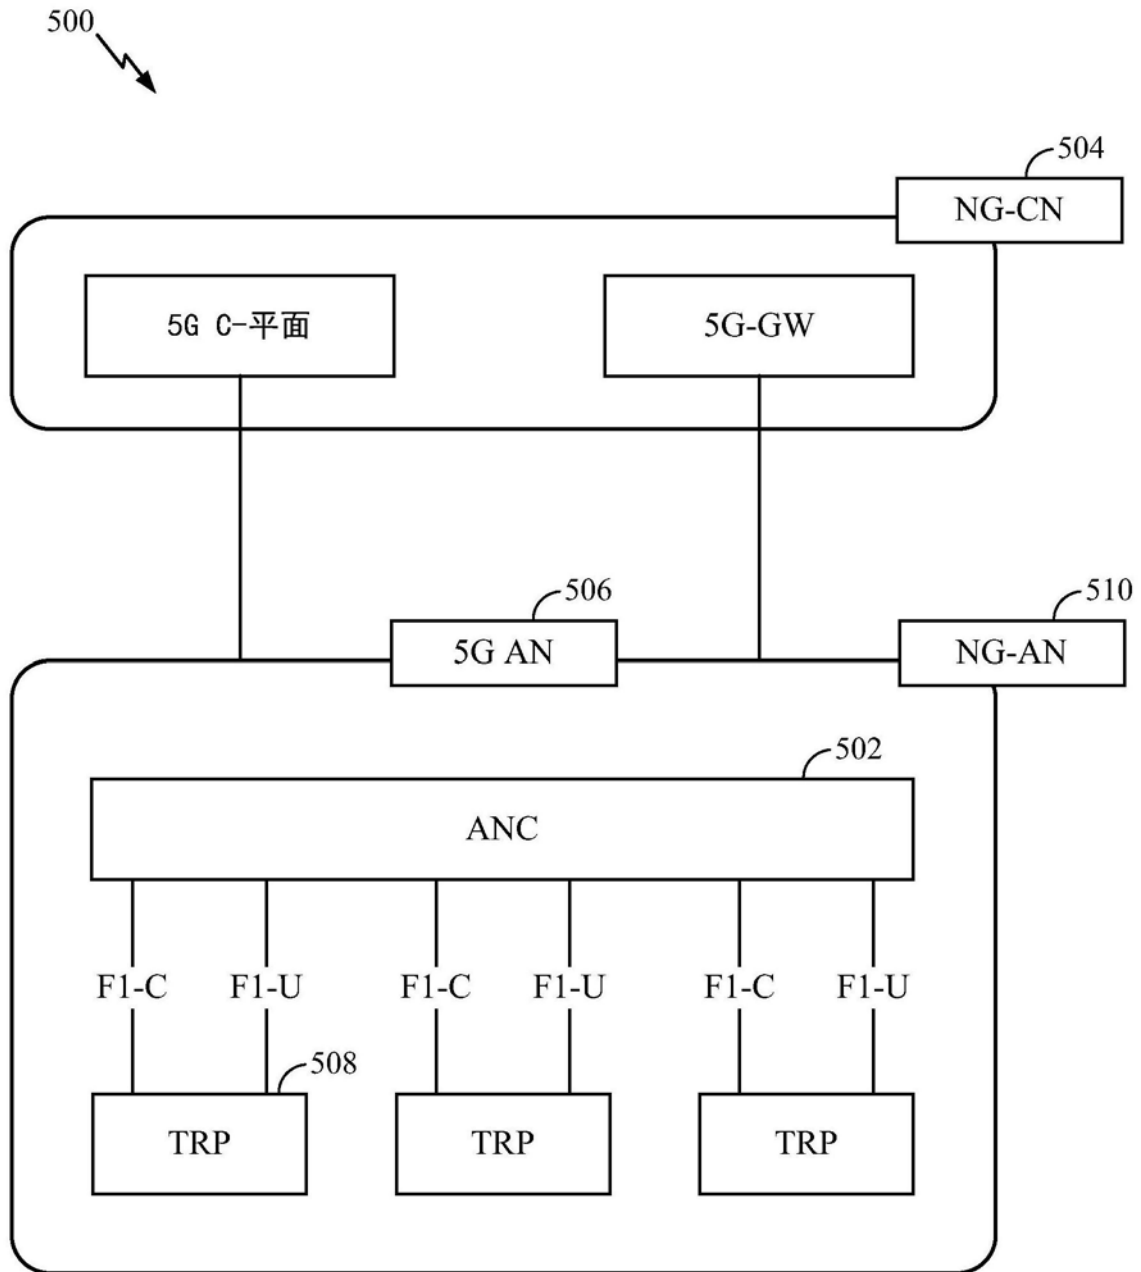 500
504
NG-CN
5G C-平面
5G-GW
506
510
5G AN
NG-AN
502
ANC
F1-C
F1-U
F1-C
F1-U
F1-C
F1-U
508
TRP
TRP
TRP